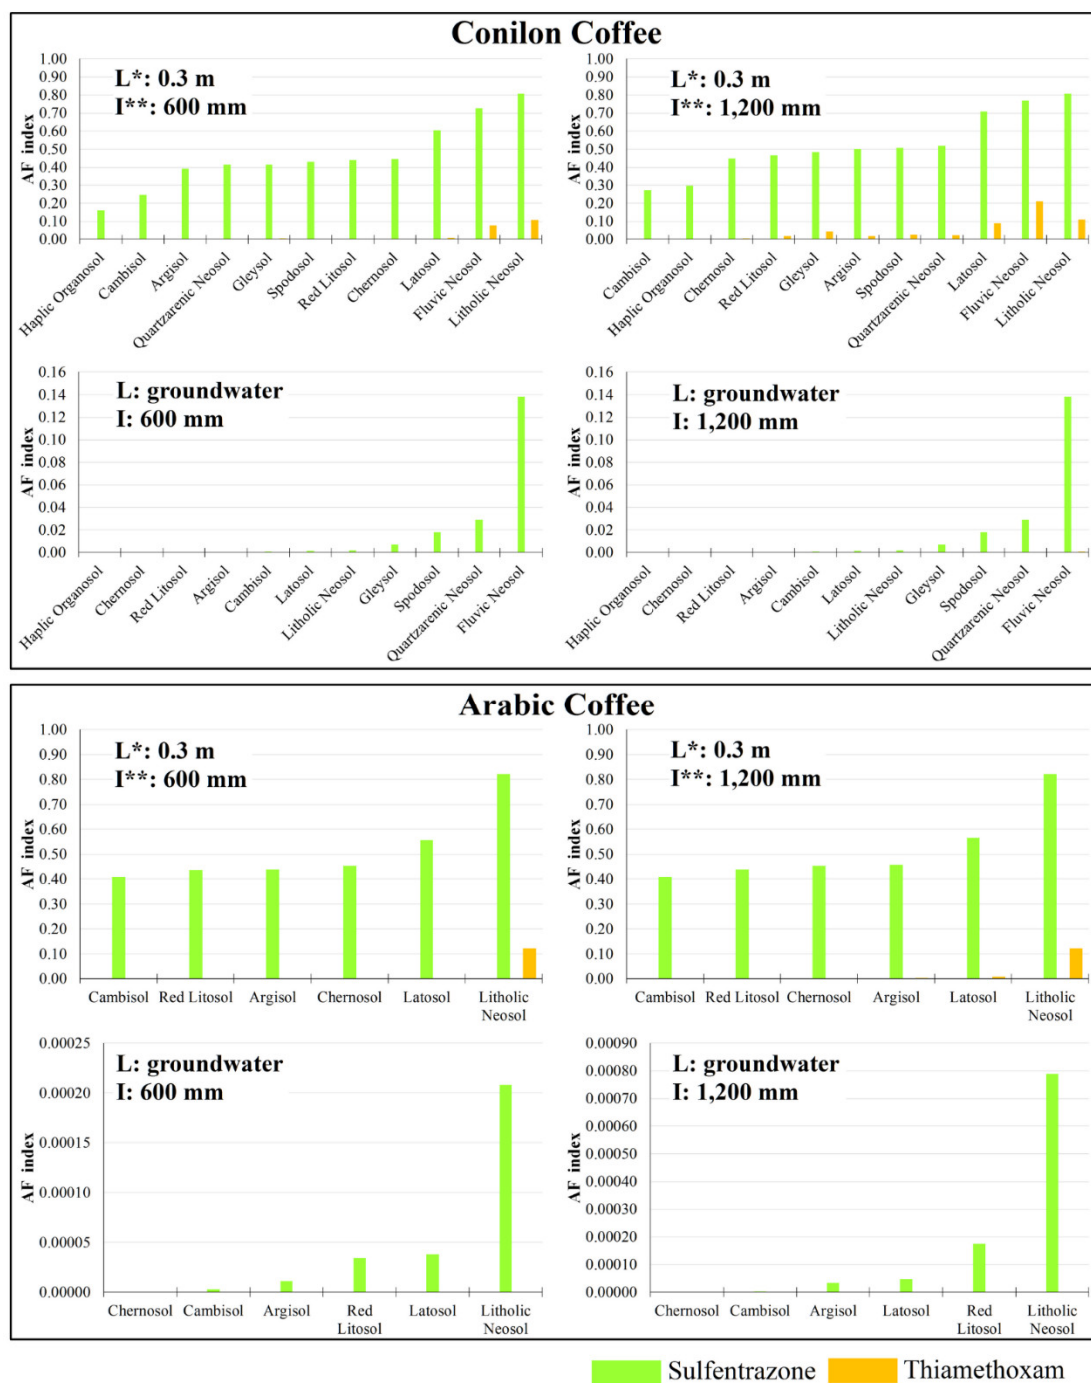 Conilon Coffee
L*: 0.3 m
I**: 600 mm
AF index
1.00
0.90
0.80
0.70
0.60
0.50
0.40
0.30
0.20
0.10
0.00
Haplic Organosol
Cambisol
Argisol
Quartzarenic Neosol
Gleysol
Spodosol
Red Litosol
Chernosol
Latosol
Fluvic Neosol
Litholic Neosol
L*: 0.3 m
I**: 1,200 mm
AF index
1.00
0.90
0.80
0.70
0.60
0.50
0.40
0.30
0.20
0.10
0.00
Cambisol
Haplic Organosol
Chernosol
Red Litosol
Gleysol
Argisol
Spodosol
Quartzarenic Neosol
Latosol
Fluvic Neosol
Litholic Neosol
L: groundwater
I: 600 mm
AF index
0.16
0.14
0.12
0.10
0.08
0.06
0.04
0.02
0.00
Haplic Organosol
Chernosol
Red Litosol
Argisol
Cambisol
Latosol
Litholic Neosol
Gleysol
Spodosol
Quartzarenic Neosol
Fluvic Neosol
L: groundwater
I: 1,200 mm
AF index
0.16
0.14
0.12
0.10
0.08
0.06
0.04
0.02
0.00
Haplic Organosol
Chernosol
Red Litosol
Argisol
Cambisol
Latosol
Litholic Neosol
Gleysol
Spodosol
Quartzarenic Neosol
Fluvic Neosol
Arabic Coffee
L*: 0.3 m
I**: 600 mm
AF index
1.00
0.90
0.80
0.70
0.60
0.50
0.40
0.30
0.20
0.10
0.00
Cambisol
Red Litosol
Argisol
Chernosol
Latosol
Litholic
Neosol
L*: 0.3 m
I**: 1,200 mm
AF index
1.00
0.90
0.80
0.70
0.60
0.50
0.40
0.30
0.20
0.10
0.00
Cambisol
Red Litosol
Chernosol
Argisol
Latosol
Litholic
Neosol
L: groundwater
I: 600 mm
AF index
0.00025
0.00020
0.00015
0.00010
0.00005
0.00000
Chernosol
Cambisol
Argisol
Red
Litosol
Latosol
Litholic
Neosol
L: groundwater
I: 1,200 mm
AF index
0.00090
0.00080
0.00070
0.00060
0.00050
0.00040
0.00030
0.00020
0.00010
0.00000
Chernosol
Cambisol
Argisol
Latosol
Red
Litosol
Litholic
Neosol
Sulfentrazone
Thiamethoxam